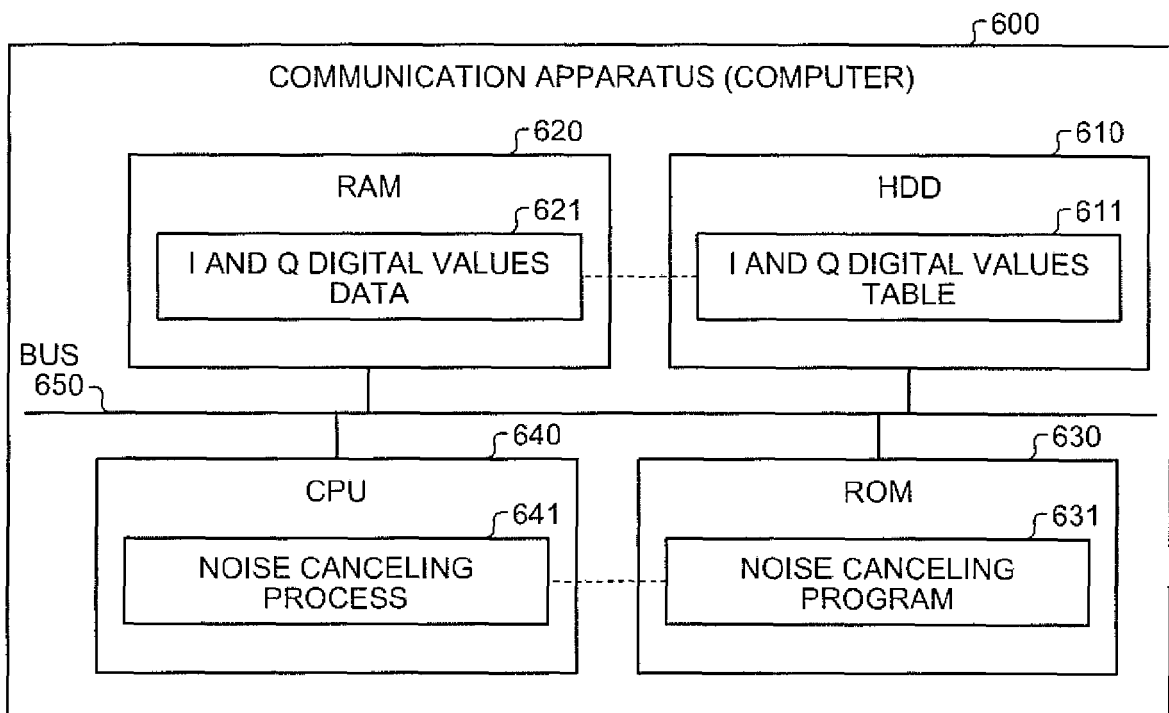 600
COMMUNICATION APPARATUS (COMPUTER)
620
RAM
621
I AND Q DIGITAL VALUES
DATA
610
HDD
611
I AND Q DIGITAL VALUES
TABLE
BUS
650
640
CPU
641
NOISE CANCELING
PROCESS
630
ROM
631
NOISE CANCELING
PROGRAM